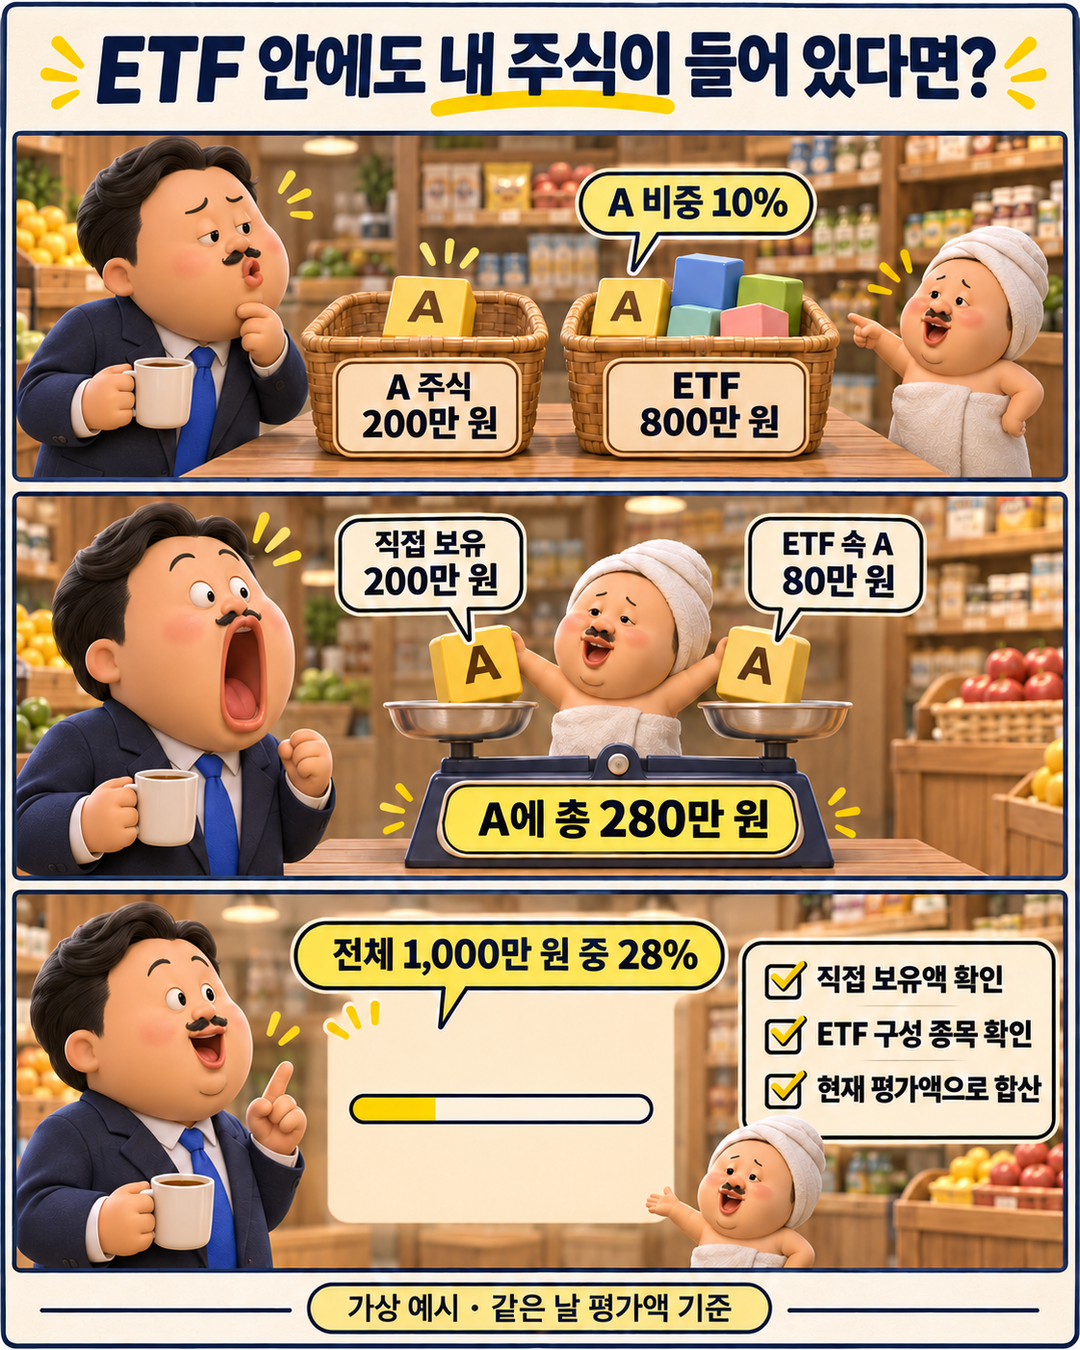 ETF 안에도 내 주식이 들어 있다면?
A 비중 10%
A
A
A 주식
200만 원
ETF
800만 원
직접 보유
200만 원
ETF 속 A
80만 원
A
A
A에 총 280만 원
전체 1,000만 원 중 28%
직접 보유액 확인
ETF 구성 종목 확인
현재 평가액으로 합산
가상 예시 · 같은 날 평가액 기준